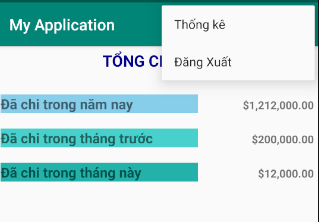 My Application
Thống kê
Đăng Xuất
TỔNG
Đã chi trong năm nay $1,212,000.00
Đã chi trong tháng trước $200,000.00
Đã chi trong tháng này $12,000.00